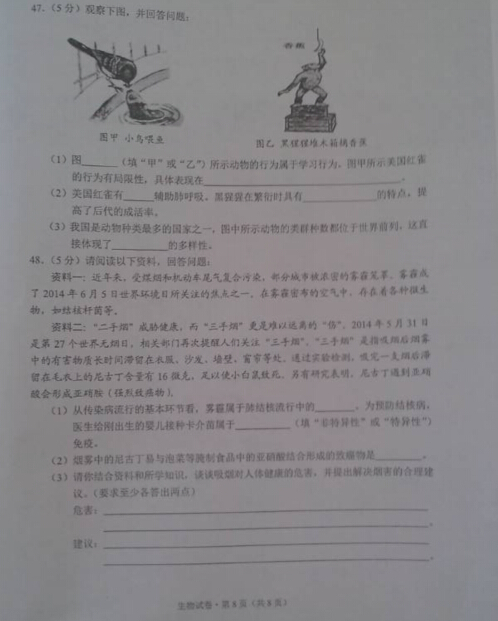 47.(5分)观察下图,并回答问题:
香蕉
图甲 小鸟喂鱼
图乙 黑猩猩堆木箱摘香蕉
(1)图______(填“甲”或“乙”)所示动物的行为属于学习行为。图甲所示美国红雀
的行为有局限性,具体表现在______
(2)美国红雀有______辅助肺呼吸。黑猩猩在繁衍时具有______的特点,提
高了后代的成活率。
(3)我国是动物种类最多的国家之一,图中所示动物的类群种数都位于世界前列,这直
接体现了______的多样性。
48.(5分)请阅读以下资料,回答问题:
资料一:近年来,受煤烟和机动车尾气复合污染,部分城市被浓密的雾霾笼罩。雾霾成
了2014年6月5日世界环境日所关注的焦点之一。在雾霾密布的空气中,存在着各种微生
物,如结核杆菌等。
资料二:“二手烟”威胁健康,而“三手烟”更是难以逃离的“伤”。2014年5月31日
是第27个世界无烟日,相关部门再次提醒人们关注“三手烟”。“三手烟”是指吸烟后烟雾
中的有害物质长时间滞留在衣服、沙发、墙壁、窗帘等处。通过实验检测,吸完一支烟后滞
留在毛衣上的尼古丁含量有16微克,足以使小白鼠致死。另有研究表明,尼古丁遇到亚硝
酸会形成亚硝胺(强烈致癌物)。
(1)从传染病流行的基本环节看,雾霾属于肺结核流行中的______。为预防结核病,
医生给刚出生的婴儿接种卡介苗属于______(填“非特异性”或“特异性”)
免疫。
(2)烟雾中的尼古丁易与泡菜等腌制食品中的亚硝酸结合形成的致癌物是______。
(3)请你结合资料和所学知识,谈谈吸烟对人体健康的危害,并提出解决烟害的合理建
议。(要求至少各答出两点)
危害:______
______。
建议:______
______
______。
生物试卷·第8页(共8页)